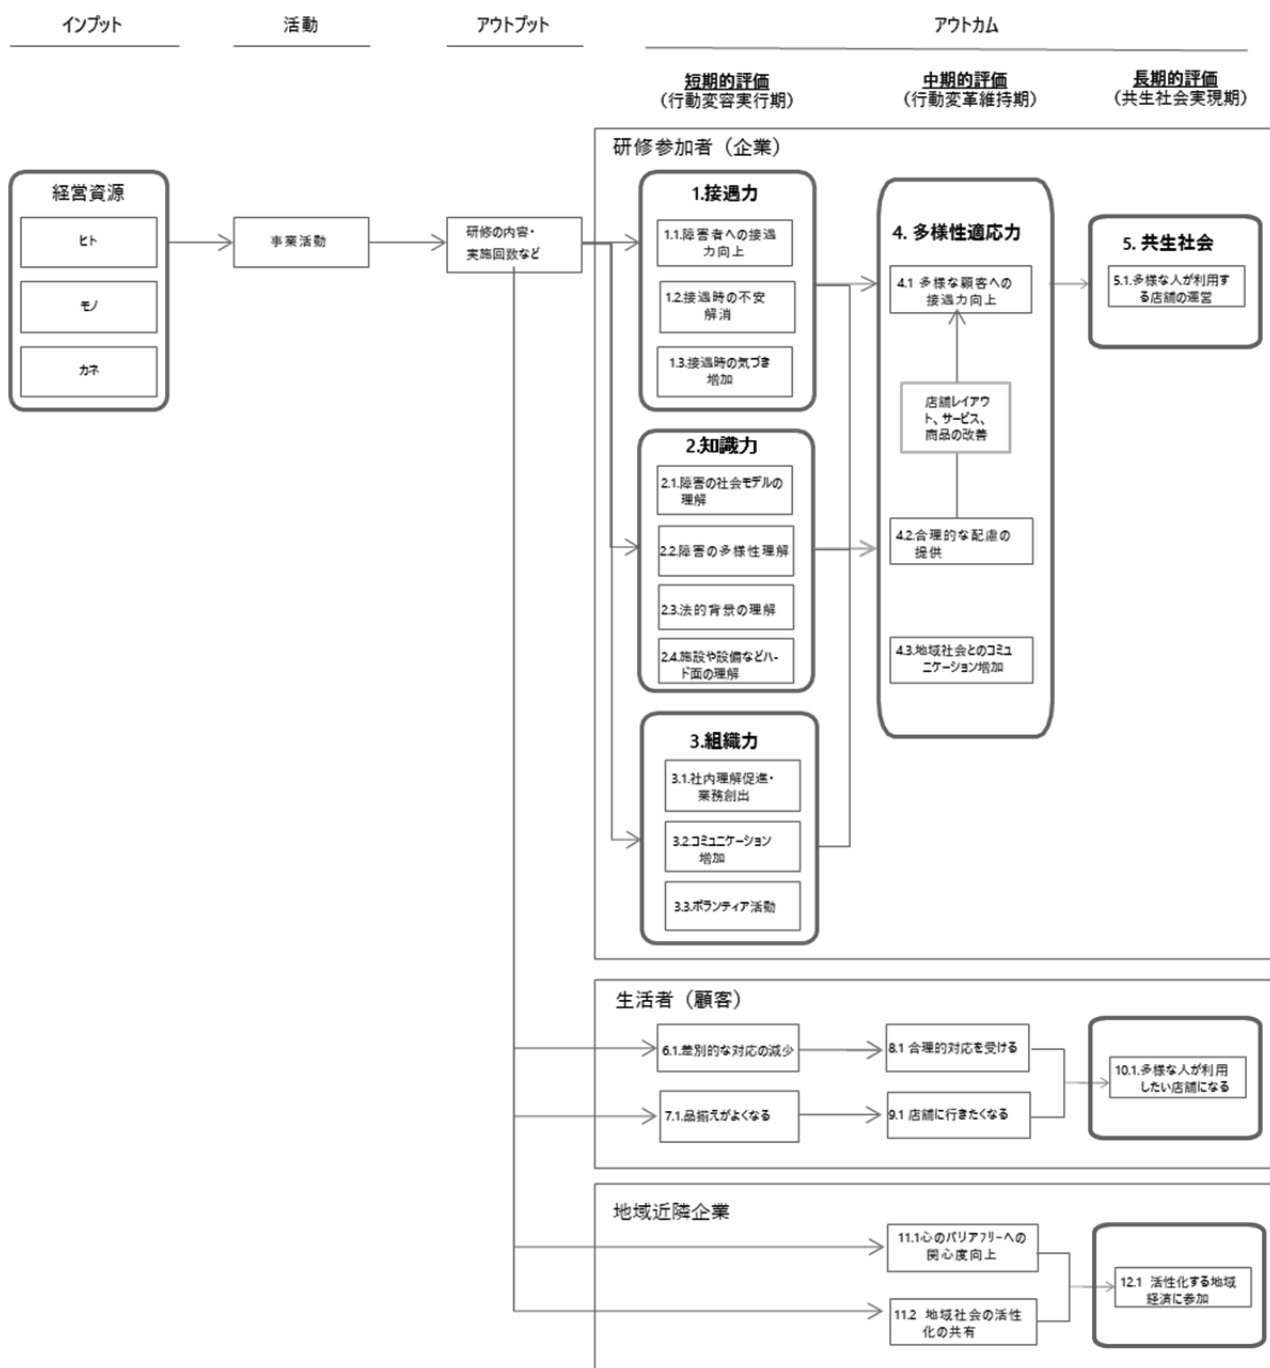 インプット
活動
アウトプット
アウトカム
短期的評価
（行動変容実行期）
中期的評価
（行動変革維持期）
長期的評価
（共生社会実現期）
経営資源
ヒト
モノ
カネ
事業活動
研修の内容・
実施回数など
研修参加者（企業）
1.接遇力
1.1.障害者への接遇
力向上
1.2.接遇時の不安
解消
1.3.接遇時の気づき
増加
2.知識力
2.1.障害の社会モデルの
理解
2.2.障害の多様性理解
2.3.法的背景の理解
2.4.施設や設備などハー
ド面の理解
3.組織力
3.1.社内理解促進・
業務創出
3.2.コミュニケーション
増加
3.3.ボランティア活動
4. 多様性適応力
4.1 多様な顧客への
接遇力向上
店舗レイアウ
ト、サービス、
商品の改善
4.2.合理的な配慮の
提供
4.3.地域社会とのコミュ
ニケーション増加
5. 共生社会
5.1.多様な人が利用す
る店舗の運営
生活者（顧客）
6.1.差別的な対応の減少
7.1.品揃えがよくなる
8.1 合理的対応を受ける
9.1 店舗に行きたくなる
10.1.多様な人が利用
したい店舗になる
地域近隣企業
11.1心のバリアフリーへの
関心度向上
11.2 地域社会の活性
化の共有
12.1 活性化する地域
経済に参加